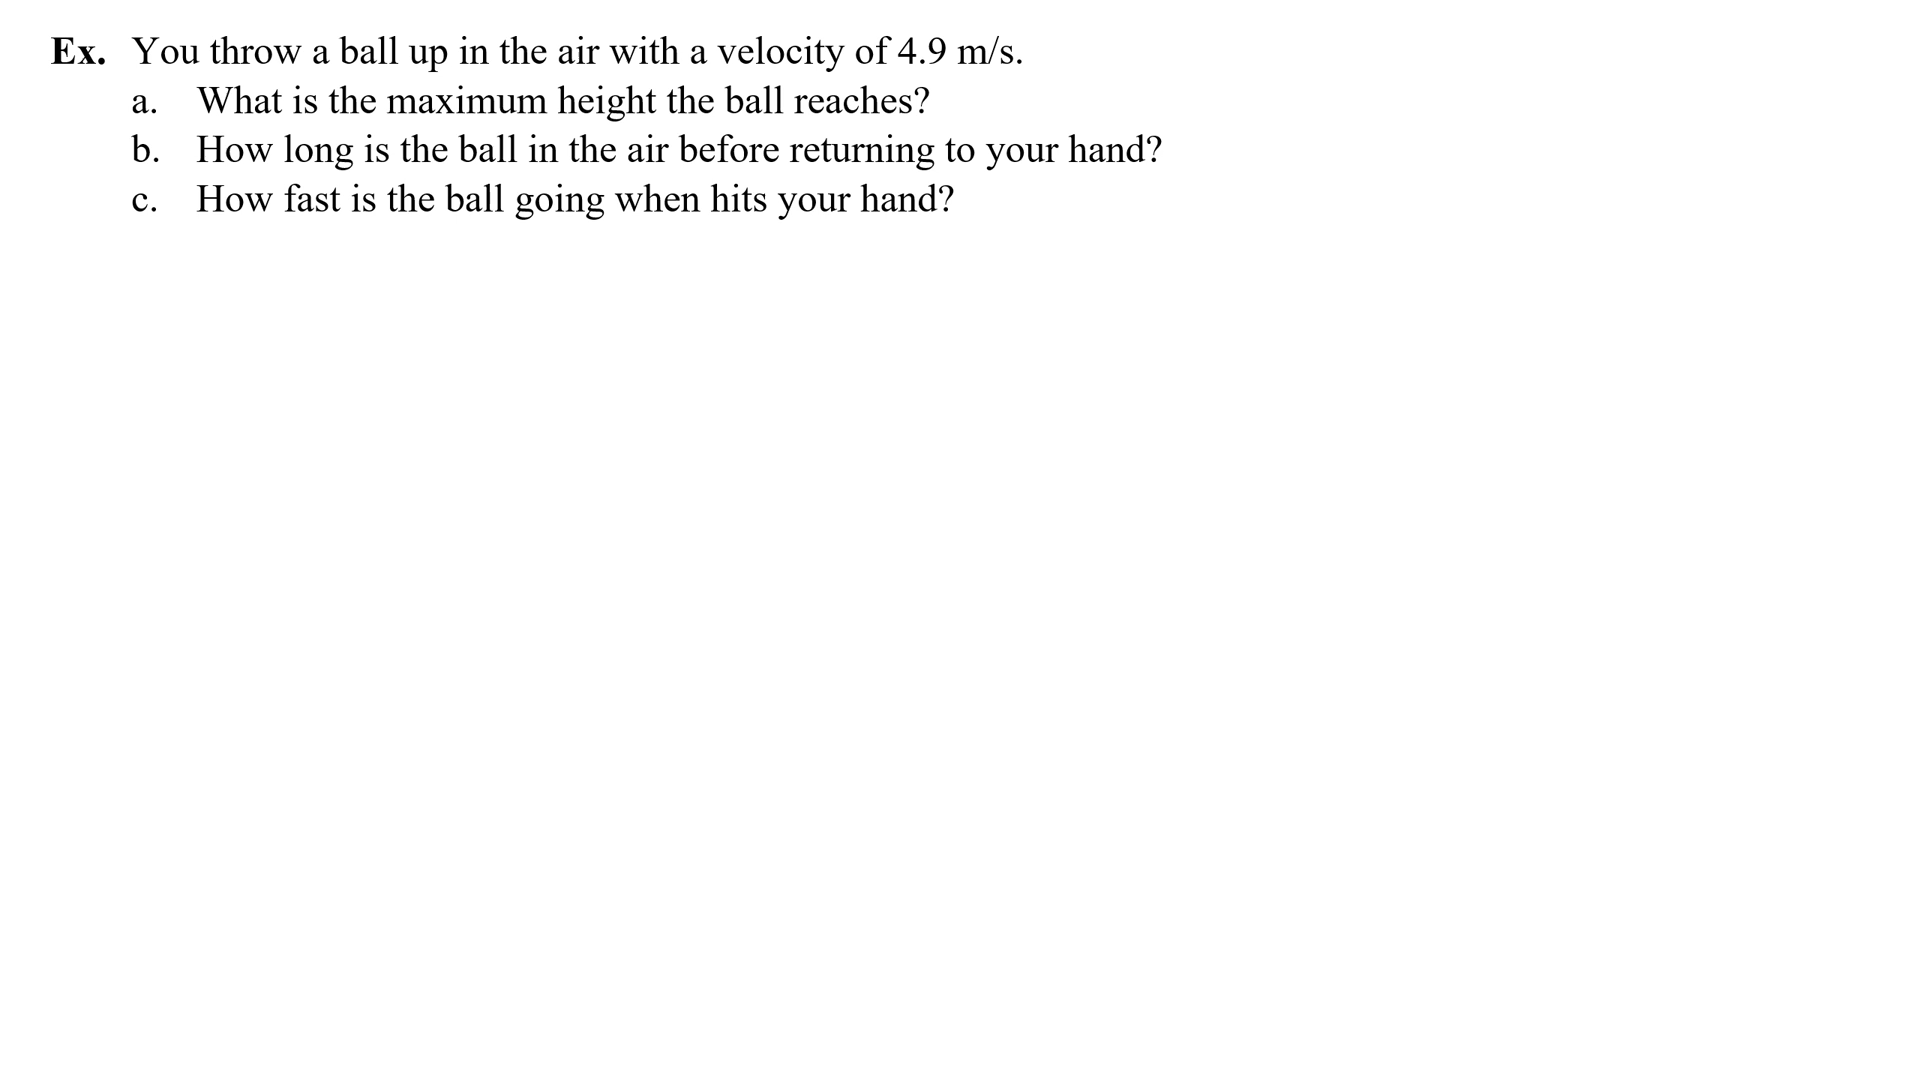 Ex. You throw a ball up in the air with a velocity of 4.9 m/s.
a. What is the maximum height the ball reaches?
b. How long is the ball in the air before returning to your hand?
c. How fast is the ball going when hits your hand?